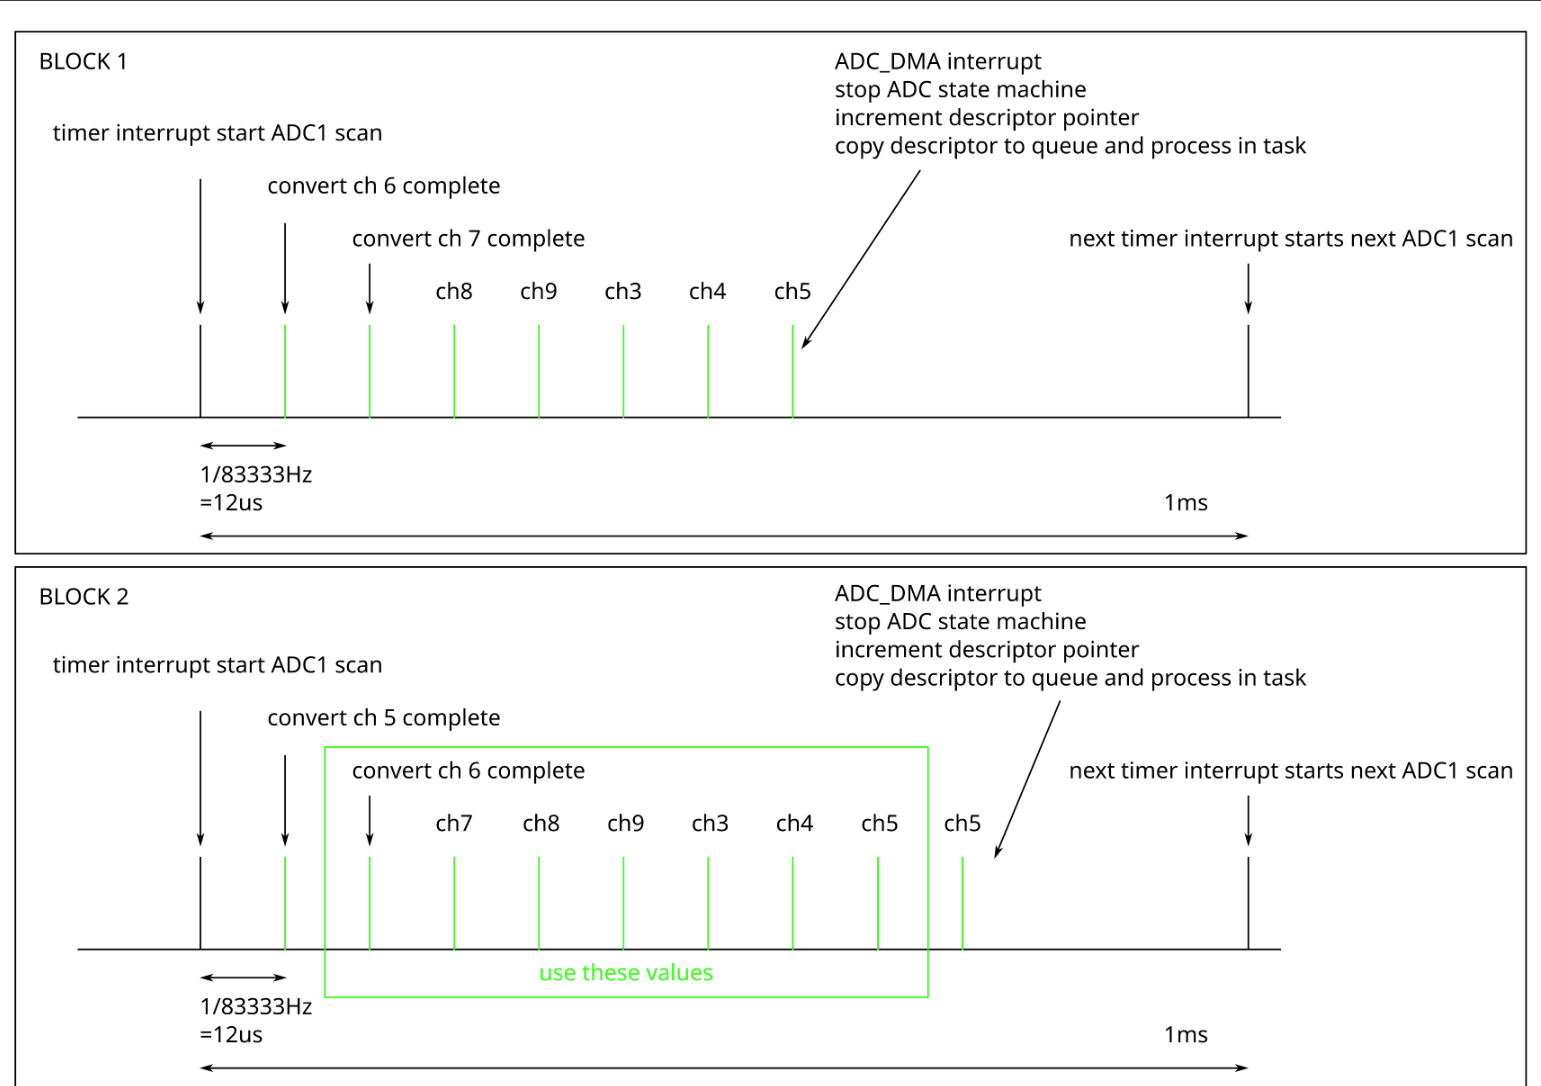 BLOCK 1
ADC_DMA interrupt
stop ADC state machine
increment descriptor pointer
copy descriptor to queue and process in task
timer interrupt start ADC1 scan
convert ch 6 complete
convert ch 7 complete
next timer interrupt starts next ADC1 scan
ch8
ch9
ch3
ch4
ch5
1/83333Hz
=12us
1ms
BLOCK 2
ADC_DMA interrupt
stop ADC state machine
increment descriptor pointer
copy descriptor to queue and process in task
timer interrupt start ADC1 scan
convert ch 5 complete
convert ch 6 complete
next timer interrupt starts next ADC1 scan
ch7
ch8
ch9
ch3
ch4
ch5
ch5
use these values
1/83333Hz
=12us
1ms